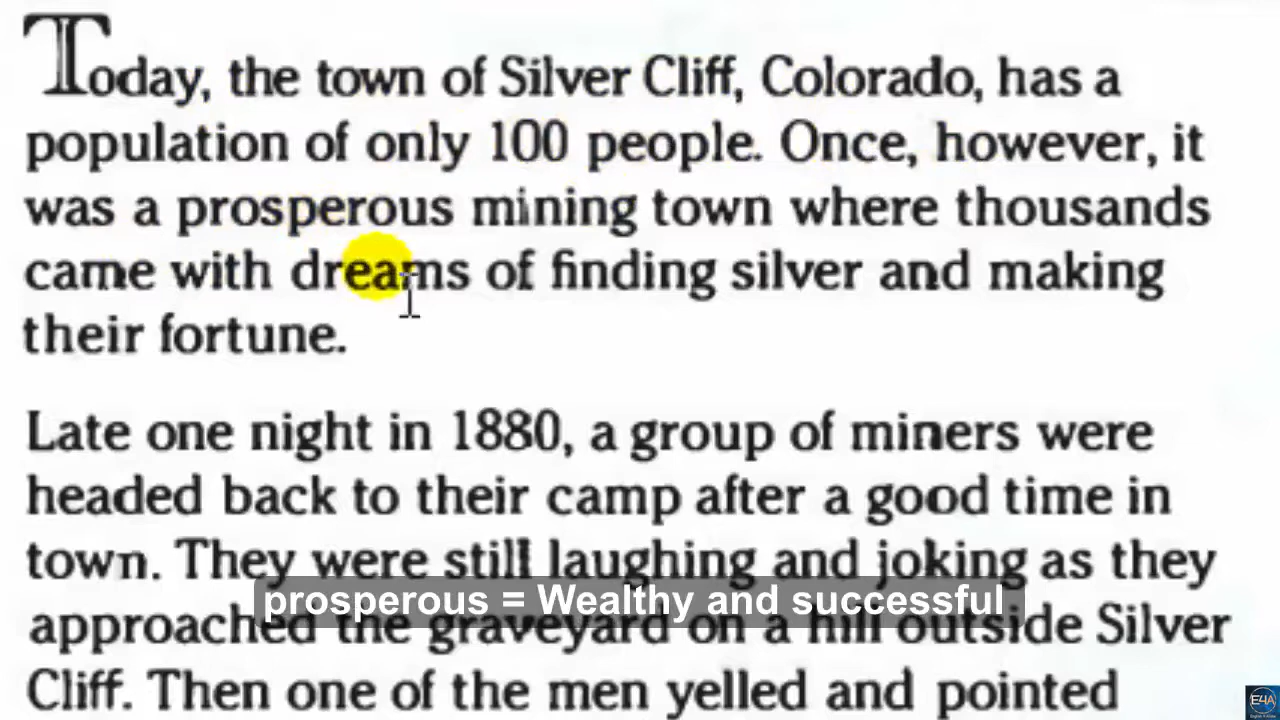 Today, the town of Silver Cliff, Colorado, has a
population of only 100 people. Once, however, it
was a prosperous mining town where thousands
came with dreams of finding silver and making
their fortune.
Late one night in 1880, a group of miners were
headed back to their camp after a good time in
town. They were still laughing and joking as they
prosperous = Wealthy and successful
approached the graveyard on a hill outside Silver
Cliff. Then one of the men yelled and pointed
E4A